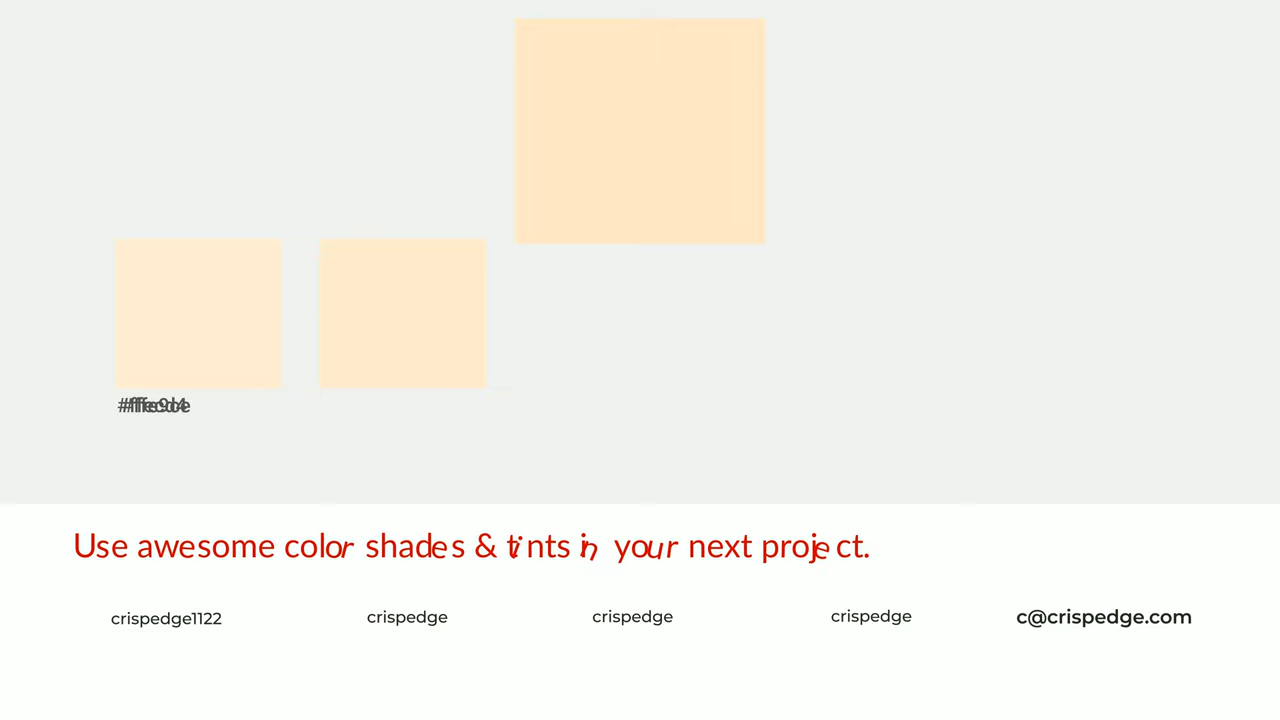 Use awesome color shades & tints in your next project.
crispedge1122 crispedge crispedge crispedge c@crispedge.com